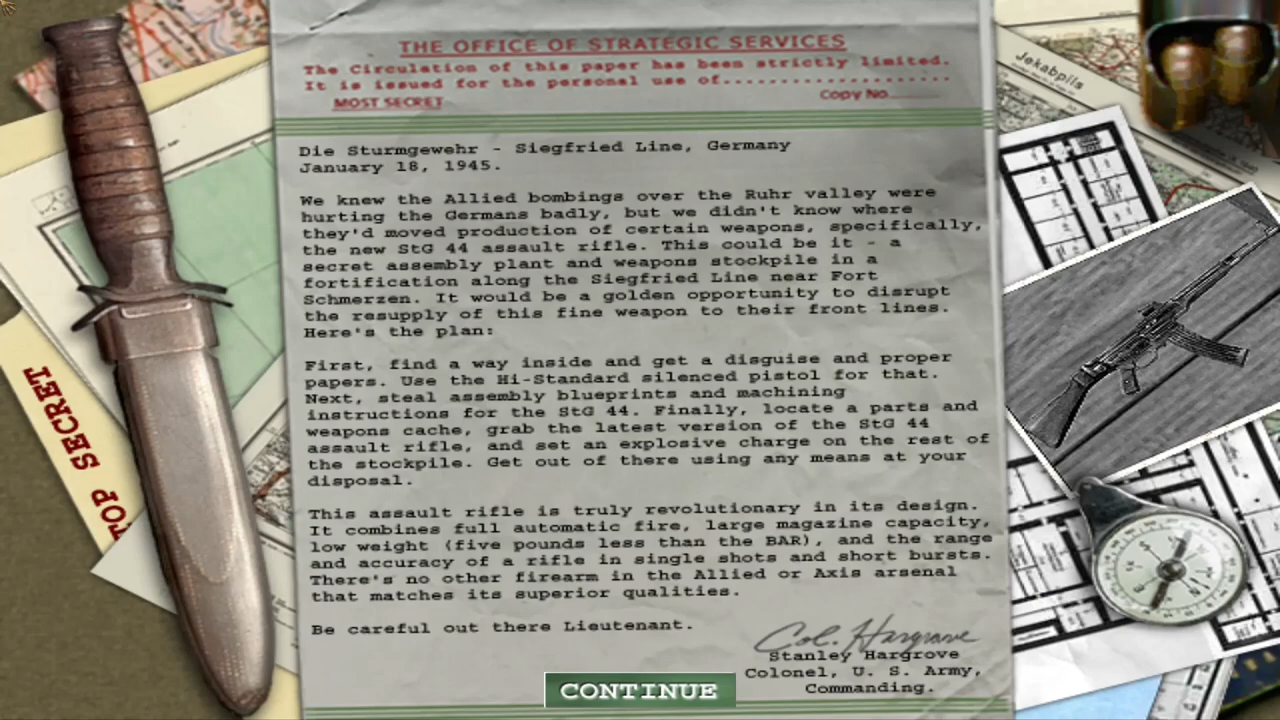 THE OFFICE OF STRATEGIC SERVICES
The Circulation of this paper has been strictly limited.
It is issued for the personal use of.......................
MOST SECRET
Copy No.........
Jekabpils
Die Sturmgewehr - Siegfried Line, Germany
January 18, 1945.
We knew the Allied bombings over the Ruhr valley were
hurting the Germans badly, but we didn't know where
they'd moved production of certain weapons, specifically,
the new StG 44 assault rifle. This could be it - a
secret assembly plant and weapons stockpile in a
fortification along the Siegfried Line near Fort
Schmerzen. It would be a golden opportunity to disrupt
the resupply of this fine weapon to their front lines.
Here's the plan:
First, find a way inside and get a disguise and proper
papers. Use the Hi-Standard silenced pistol for that.
Next, steal assembly blueprints and machining
instructions for the StG 44. Finally, locate a parts and
weapons cache, grab the latest version of the StG 44
assault rifle, and set an explosive charge on the rest of
the stockpile. Get out of there using any means at your
disposal.
This assault rifle is truly revolutionary in its design.
It combines full automatic fire, large magazine capacity,
low weight (five pounds less than the BAR), and the range
and accuracy of a rifle in single shots and short bursts.
There's no other firearm in the Allied or Axis arsenal
that matches its superior qualities.
Be careful out there Lieutenant.
Col. Hargrove
Stanley Hargrove
Colonel, U. S. Army,
Commanding.
TOP SECRET
CONTINUE